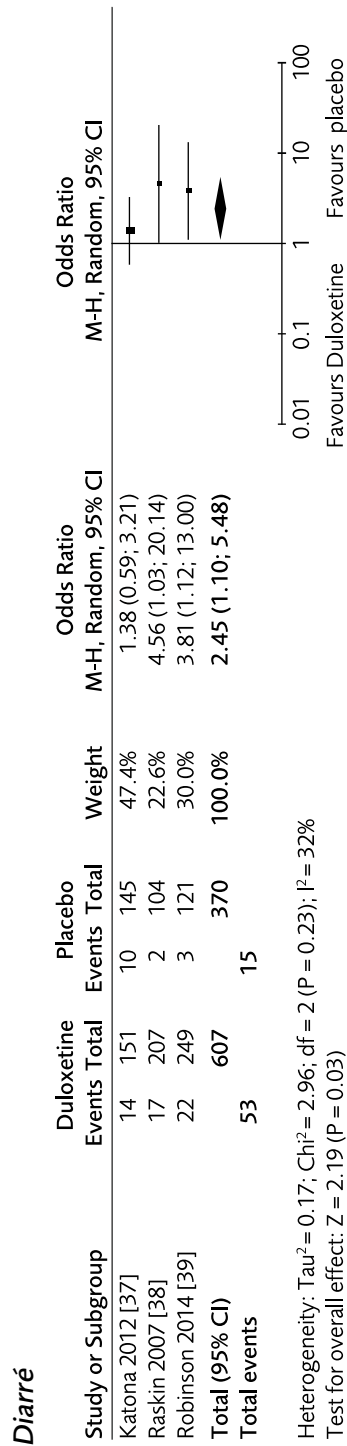 Diarré
Duloxetine Placebo Odds Ratio Odds Ratio
Study or Subgroup Events Total Events Total Weight M-H, Random, 95% CI M-H, Random, 95% CI
Katona 2012 [37] 14 151 10 145 47.4% 1.38 (0.59; 3.21)
Raskin 2007 [38] 17 207 2 104 22.6% 4.56 (1.03; 20.14)
Robinson 2014 [39] 22 249 3 121 30.0% 3.81 (1.12; 13.00)
Total (95% CI) 607 370 100.0% 2.45 (1.10; 5.48)
Total events 53 15
Heterogeneity: Tau² = 0.17; Chi² = 2.96; df = 2 (P = 0.23); I² = 32%
Test for overall effect: Z = 2.19 (P = 0.03)
0.01 0.1 1 10 100
Favours Duloxetine Favours placebo